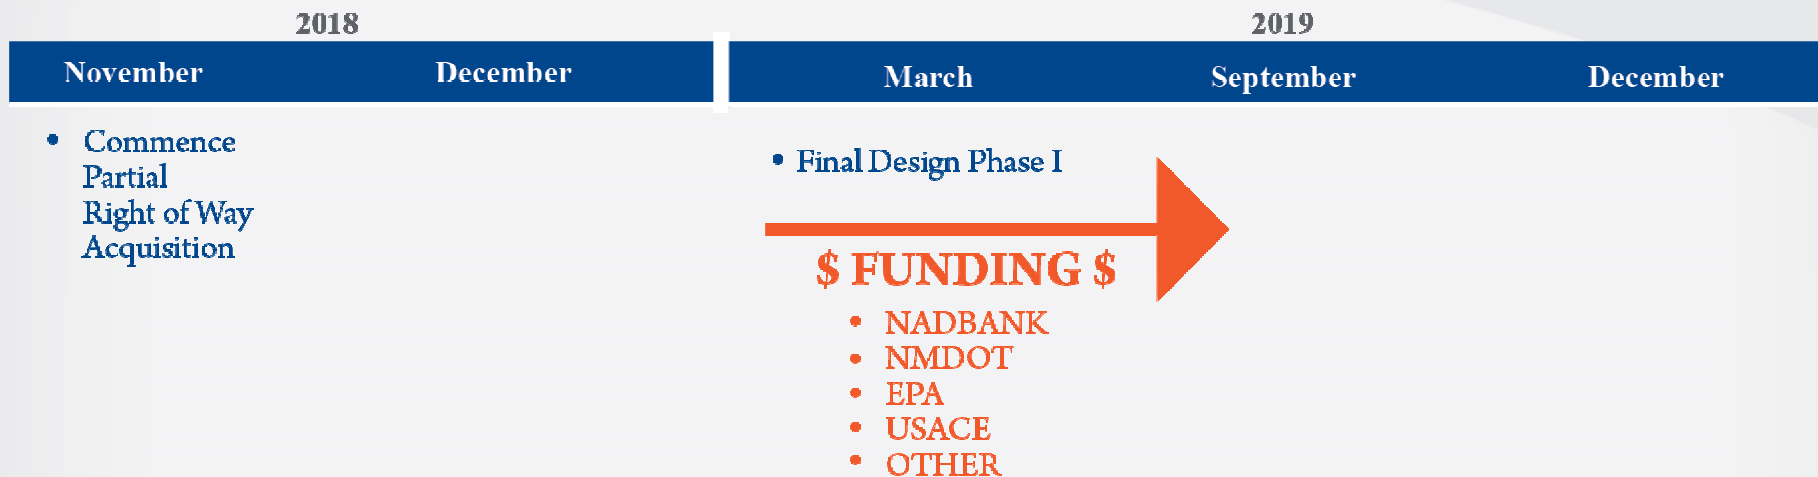 2018
2019
November
December
March
September
December
• Commence
Partial
Right of Way
Acquisition
• Final Design Phase I
$ FUNDING $
• NADBANK
• NMDOT
• EPA
• USACE
• OTHER